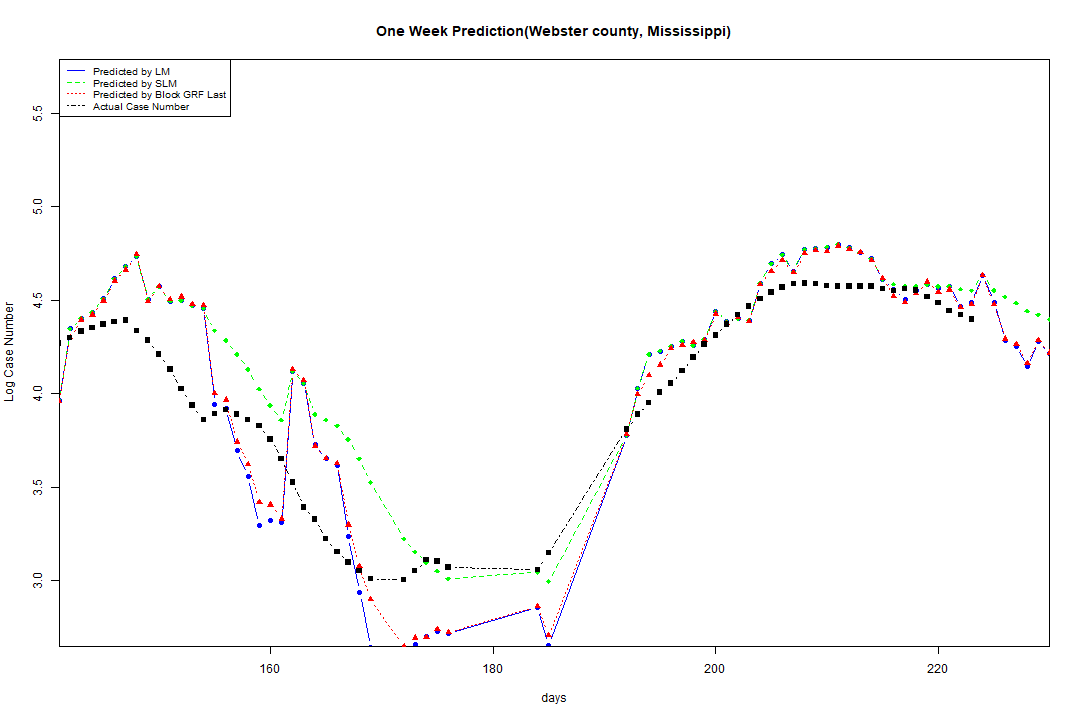 One Week Prediction(Webster county, Mississippi)
Predicted by LM
Predicted by SLM
Predicted by Block GRF Last
Actual Case Number
5.5
5.0
4.5
4.0
3.5
3.0
Log Case Number
160 180 200 220
days